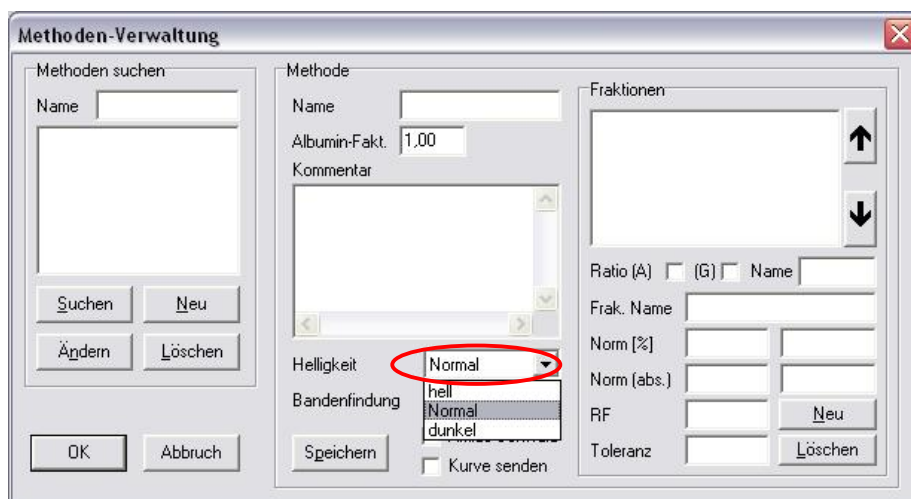 Methoden-Verwaltung
Methoden suchen
Name
Suchen
Neu
Ändern
Löschen
OK
Abbruch
Methode
Name
Albumin-Fakt.
1,00
Kommentar
Helligkeit
Normal
hell
Normal
dunkel
Bandenfindung
Speichern
Kurve senden
Fraktionen
Ratio (A)
(G)
Name
Frak. Name
Norm [%]
Norm (abs.)
RF
Neu
Toleranz
Löschen